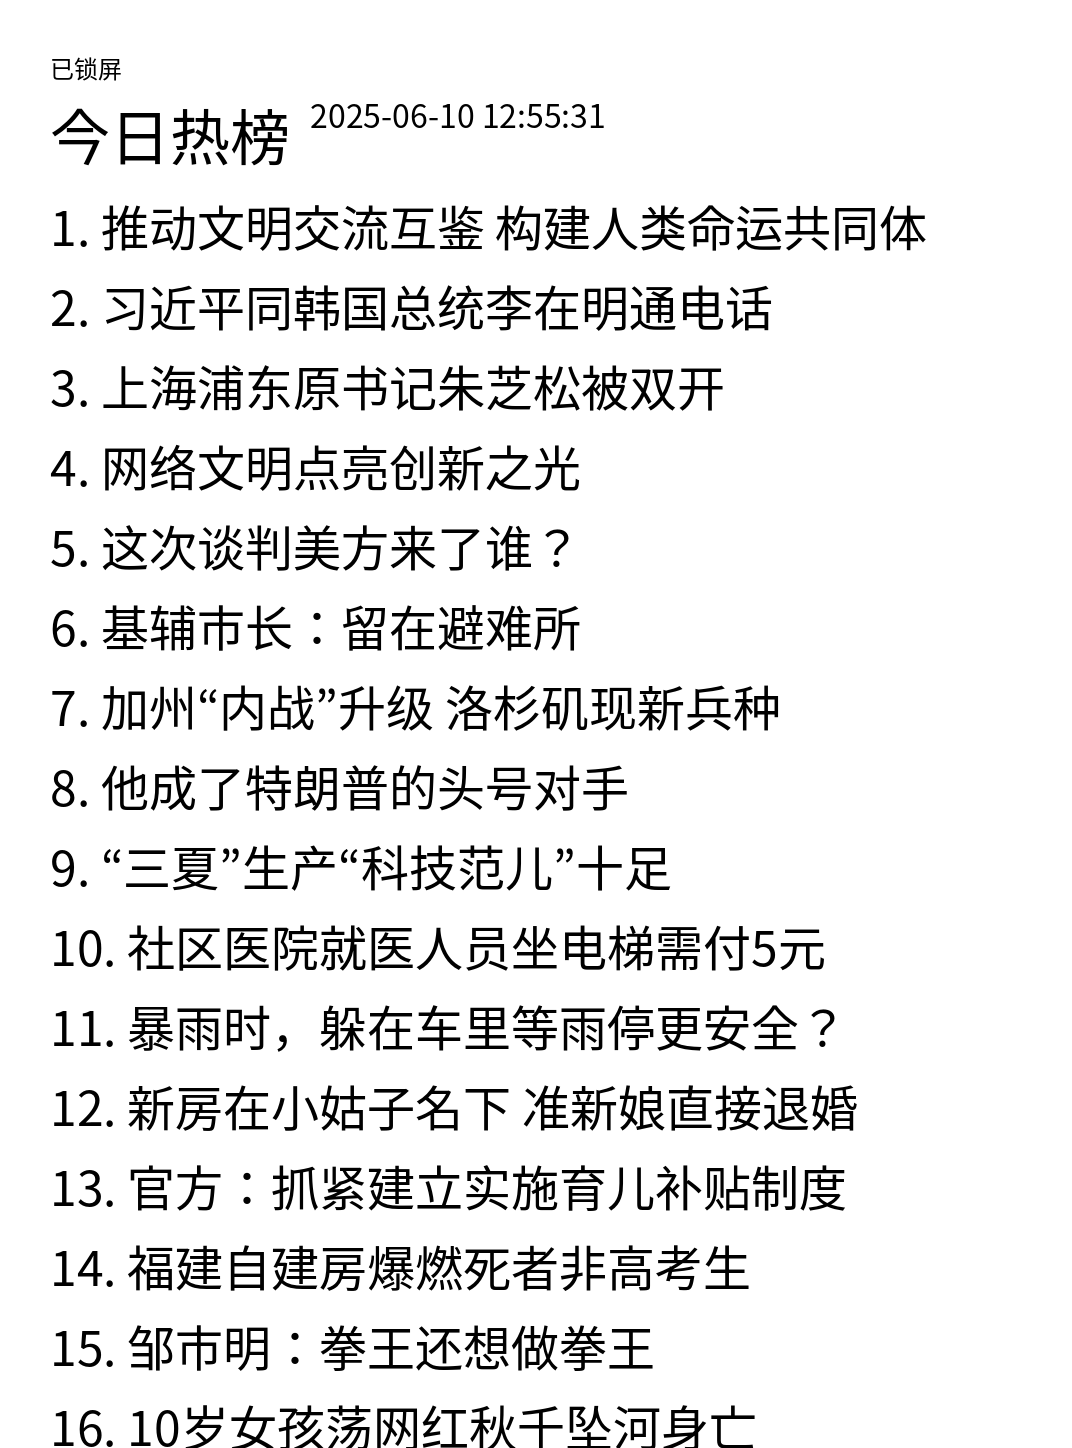 已锁屏
今日热榜 2025-06-10 12:55:31
1. 推动文明交流互鉴 构建人类命运共同体
2. 习近平同韩国总统李在明通电话
3. 上海浦东原书记朱芝松被双开
4. 网络文明点亮创新之光
5. 这次谈判美方来了谁？
6. 基辅市长：留在避难所
7. 加州“内战”升级 洛杉矶现新兵种
8. 他成了特朗普的头号对手
9. “三夏”生产“科技范儿”十足
10. 社区医院就医人员坐电梯需付5元
11. 暴雨时，躲在车里等雨停更安全？
12. 新房在小姑子名下 准新娘直接退婚
13. 官方：抓紧建立实施育儿补贴制度
14. 福建自建房爆燃死者非高考生
15. 邹市明：拳王还想做拳王
16. 10岁女孩荡网红秋千坠河身亡